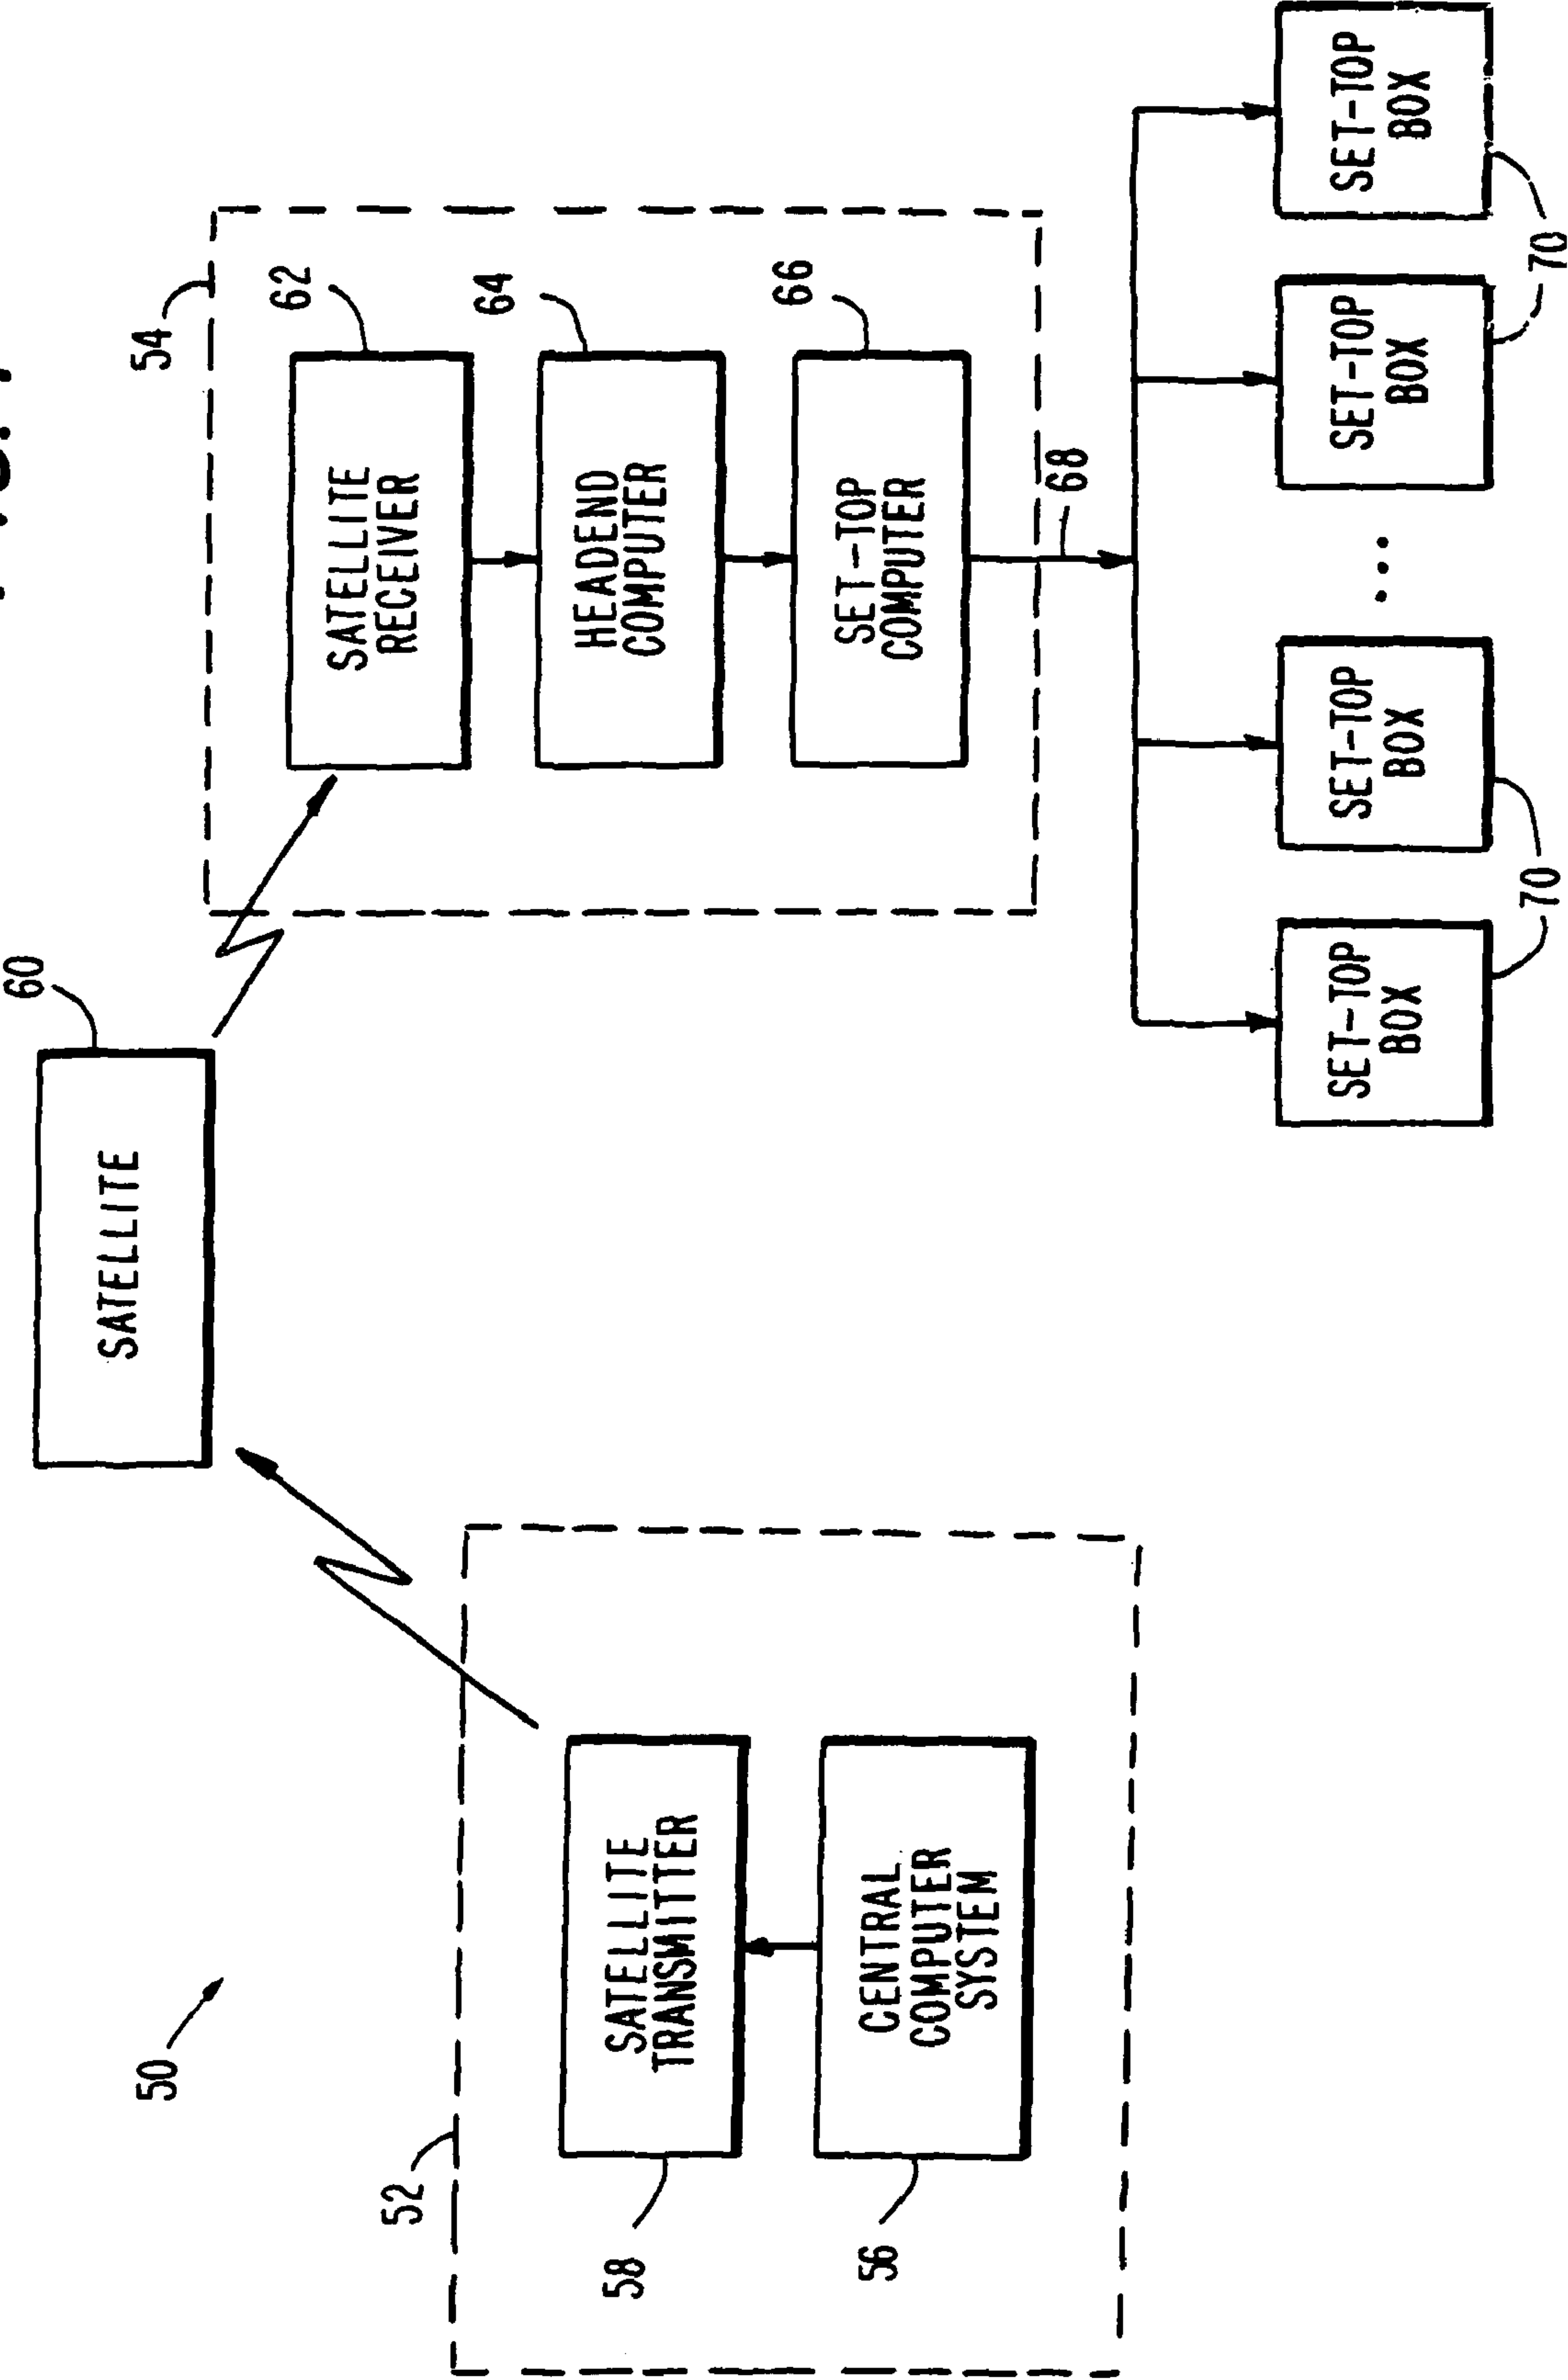 50
52
SATELLITE
TRANSMITTER
58
CENTRAL
COMPUTER
SYSTEM
56
SATELLITE
60
54
SATELLITE
RECEIVER
62
HEADEND
COMPUTER
64
SET-TOP
COMPUTER
66
68
SET-TOP
BOX
SET-TOP
BOX
...
SET-TOP
BOX
SET-TOP
BOX
70
70